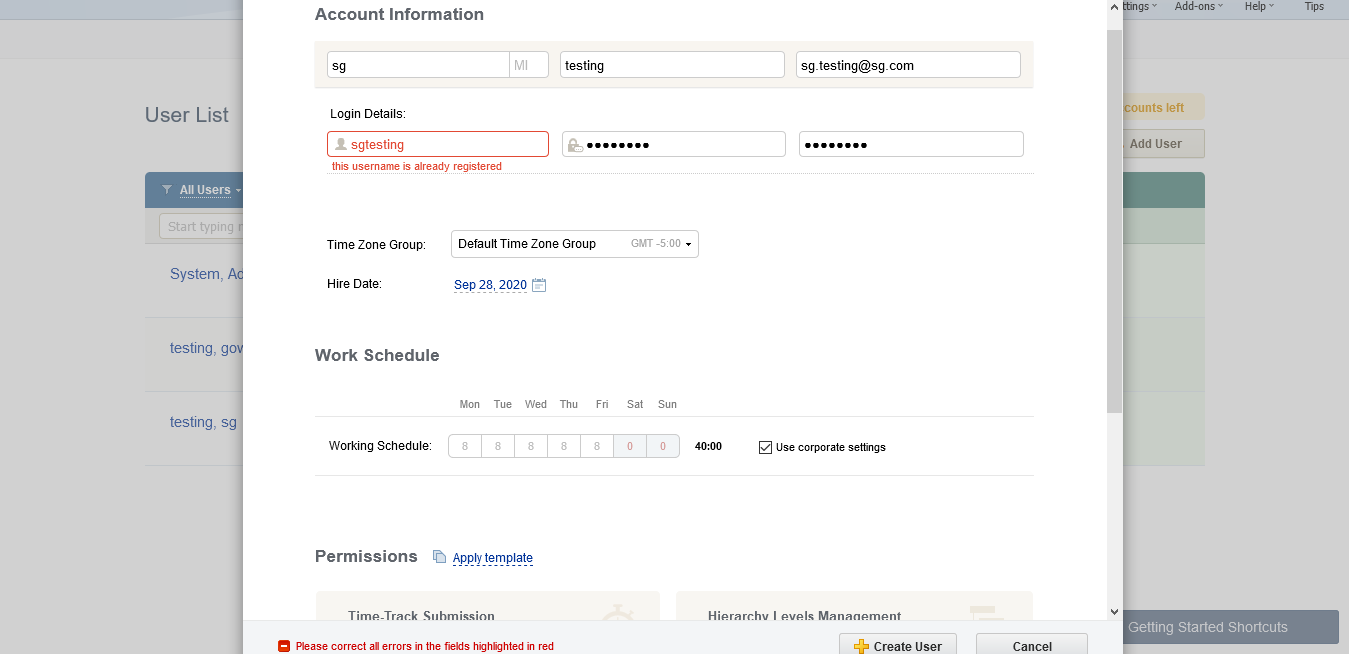 ttings Add-ons Help Tips
Account Information
sg MI testing sg.testing@sg.com
User List
counts left
Login Details:
sgtesting
this username is already registered
Add User
All Users
Start typing
Time Zone Group: Default Time Zone Group GMT -5:00
System, Ad
Hire Date: Sep 28, 2020
testing, gov
Work Schedule
Mon Tue Wed Thu Fri Sat Sun
testing, sg
Working Schedule: 8 8 8 8 8 0 0 40:00 Use corporate settings
Permissions Apply template
Time-Track Submission Hierarchy Levels Management
Getting Started Shortcuts
Please correct all errors in the fields highlighted in red
Create User Cancel